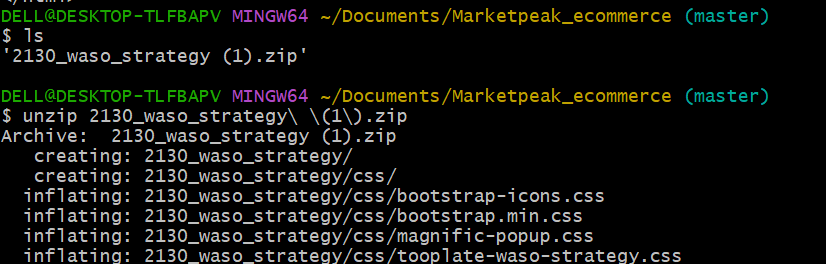 DELL@DESKTOP-TLFBAPV MINGW64 ~/Documents/Marketpeak_ecommerce (master)
$ ls
'2130_waso_strategy (1).zip'
DELL@DESKTOP-TLFBAPV MINGW64 ~/Documents/Marketpeak_ecommerce (master)
$ unzip 2130_waso_strategy\ \(1\).zip
Archive:  2130_waso_strategy (1).zip
   creating: 2130_waso_strategy/
   creating: 2130_waso_strategy/css/
  inflating: 2130_waso_strategy/css/bootstrap-icons.css
  inflating: 2130_waso_strategy/css/bootstrap.min.css
  inflating: 2130_waso_strategy/css/magnific-popup.css
  inflating: 2130_waso_strategy/css/tooplate-waso-strategy.css